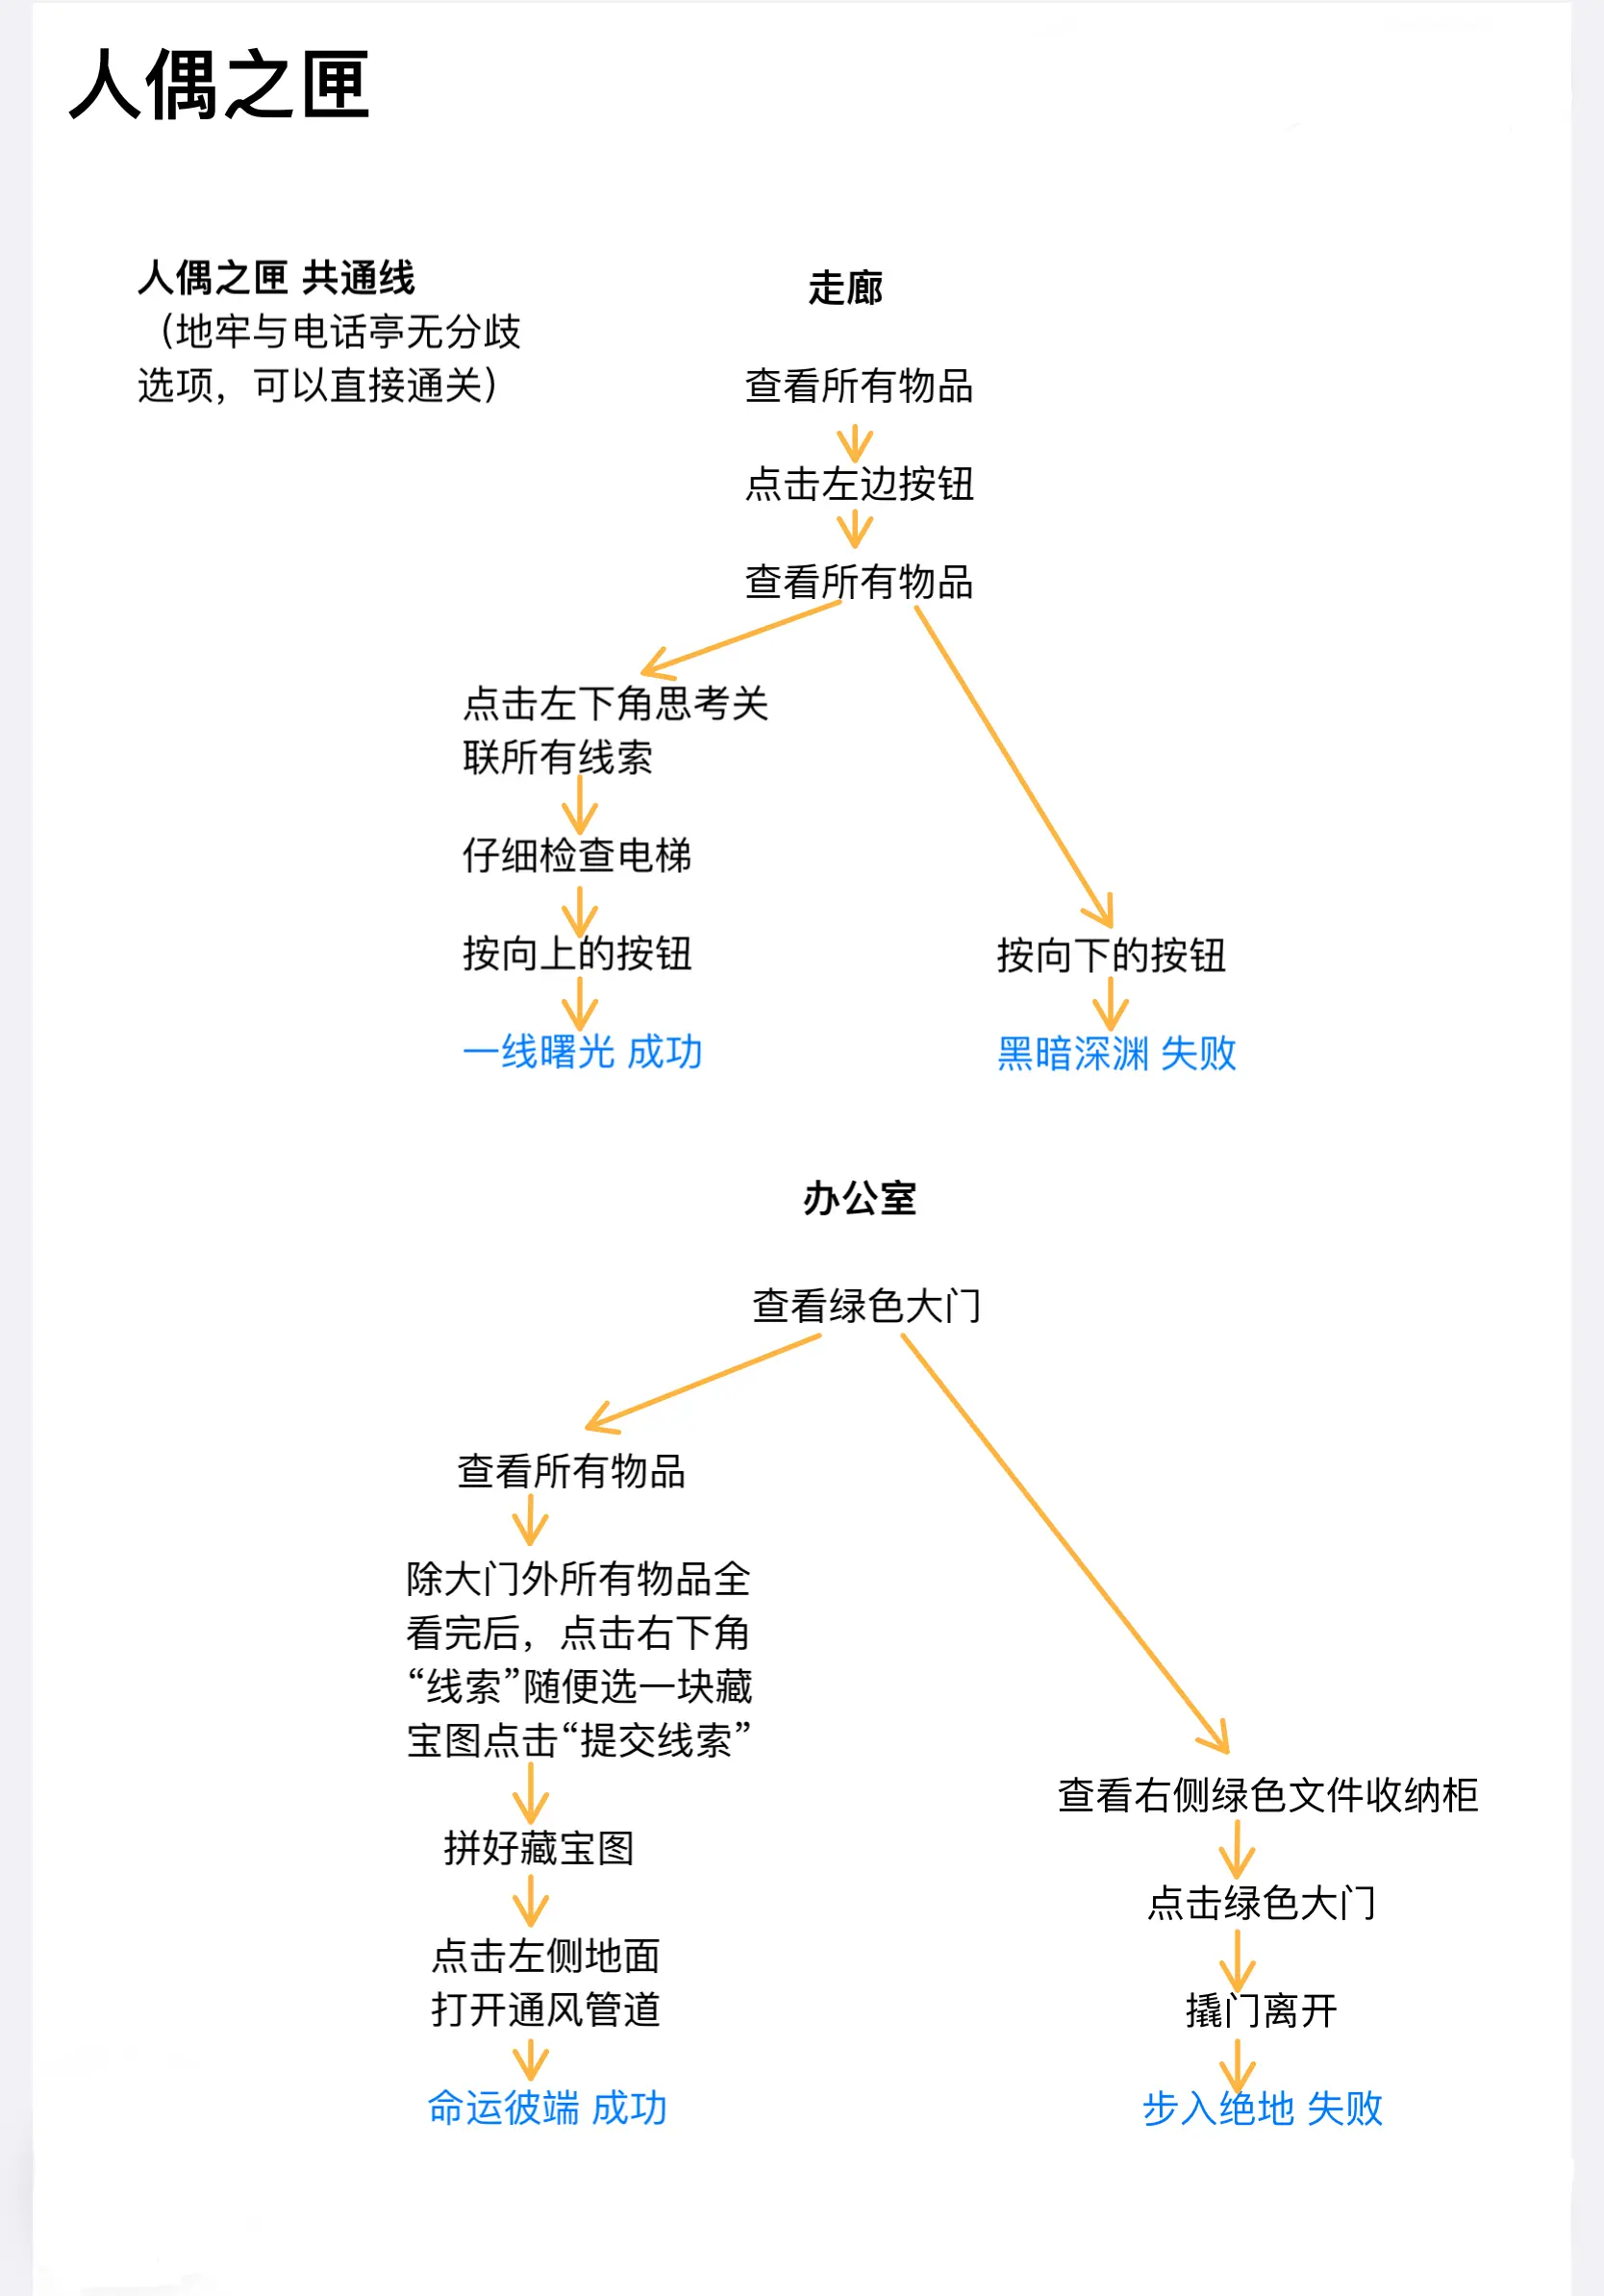 人偶之匣
人偶之匣 共通线
（地牢与电话亭无分歧
选项，可以直接通关）
走廊
查看所有物品
点击左边按钮
查看所有物品
点击左下角思考关
联所有线索
仔细检查电梯
按向上的按钮
一线曙光 成功
按向下的按钮
黑暗深渊 失败
办公室
查看绿色大门
查看所有物品
除大门外所有物品全
看完后，点击右下角
“线索”随便选一块藏
宝图点击“提交线索”
拼好藏宝图
点击左侧地面
打开通风管道
命运彼端 成功
查看右侧绿色文件收纳柜
点击绿色大门
撬门离开
步入绝地 失败